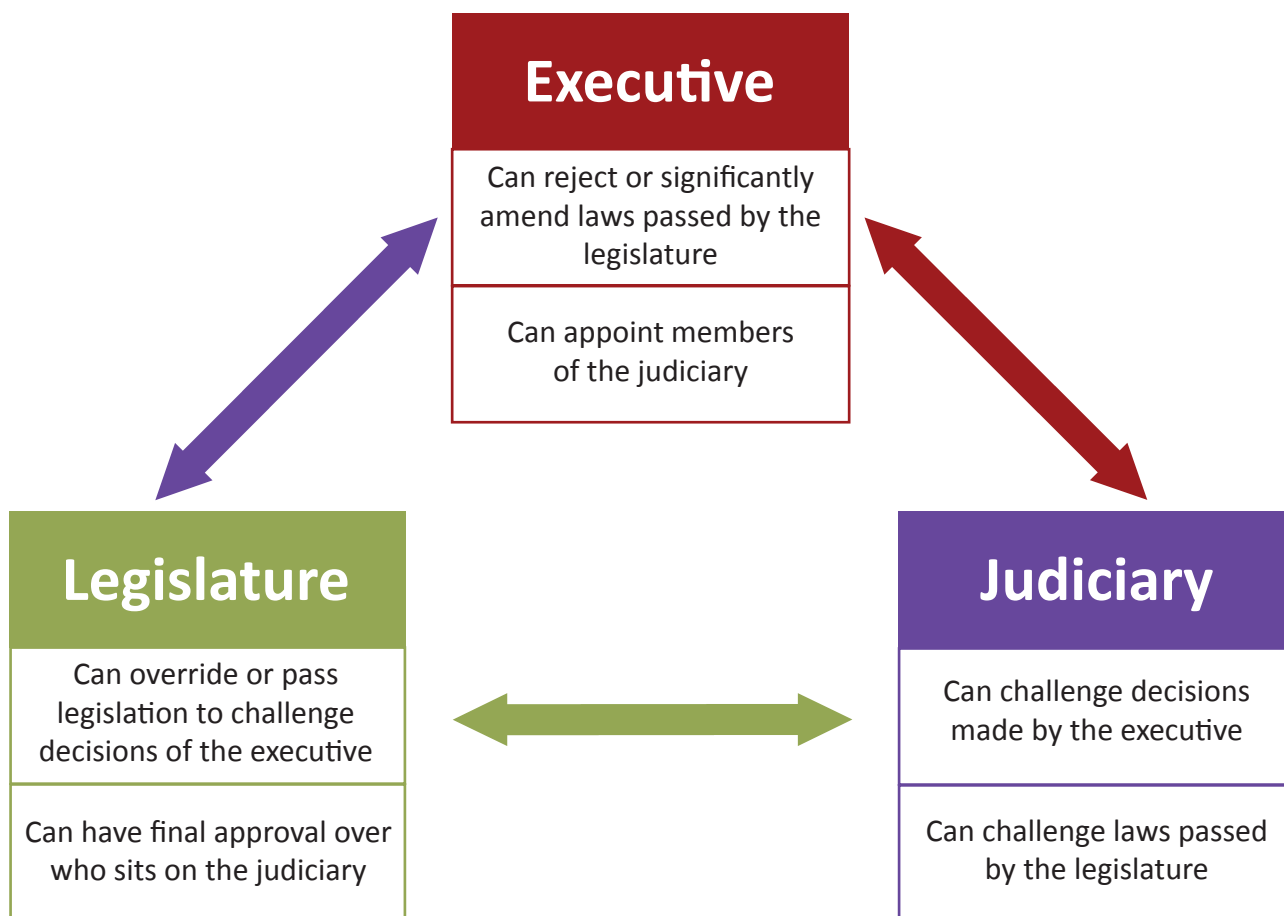 Executive
Can reject or significantly
amend laws passed by the
legislature
Can appoint members
of the judiciary
Legislature
Can override or pass
legislation to challenge
decisions of the executive
Can have final approval over
who sits on the judiciary
Judiciary
Can challenge decisions
made by the executive
Can challenge laws passed
by the legislature